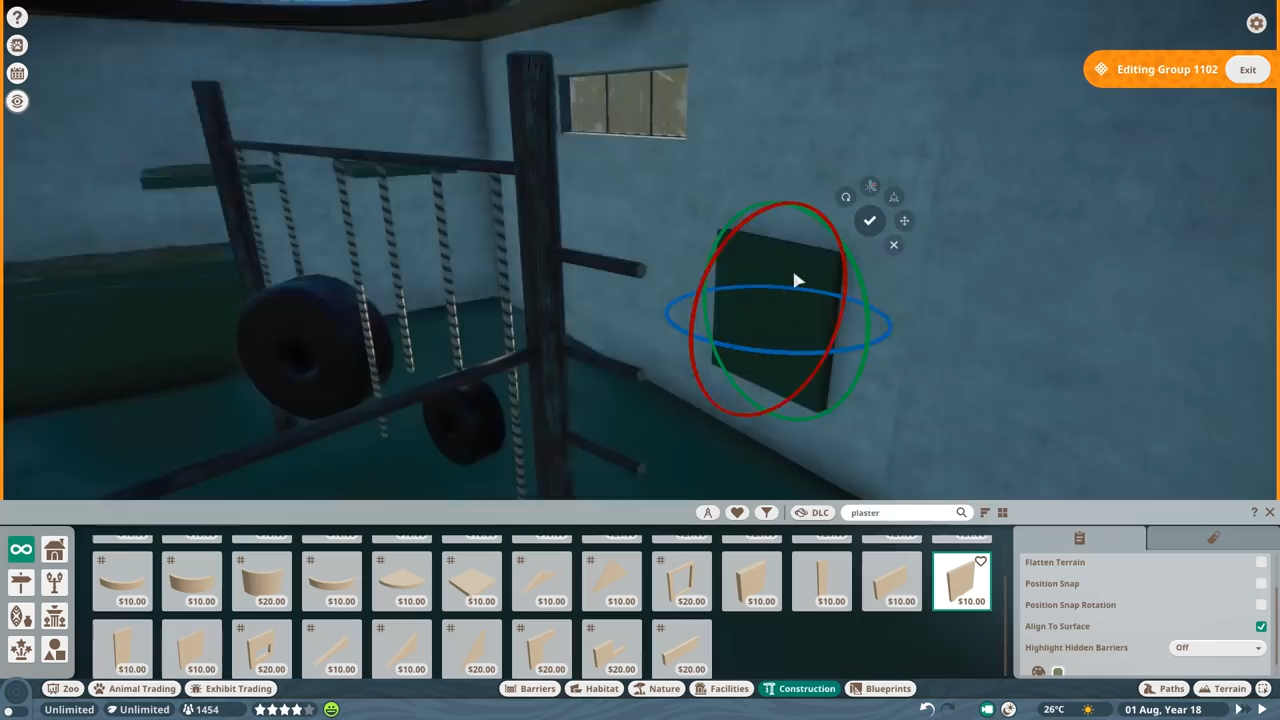 ?
Editing Group 1102
Exit
DLC
plaster
?
$10.00 $10.00 $20.00 $10.00 $10.00 $10.00 $10.00 $10.00 $20.00 $10.00 $10.00 $10.00 $10.00
$10.00 $10.00 $20.00 $10.00 $10.00 $10.00 $20.00 $20.00 $20.00
Flatten Terrain
Position Snap
Position Snap Rotation
Align To Surface
Highlight Hidden Barriers Off
Zoo Animal Trading Exhibit Trading Barriers Habitat Nature Facilities Construction Blueprints Paths Terrain
Unlimited Unlimited 1454 26°C 01 Aug, Year 18